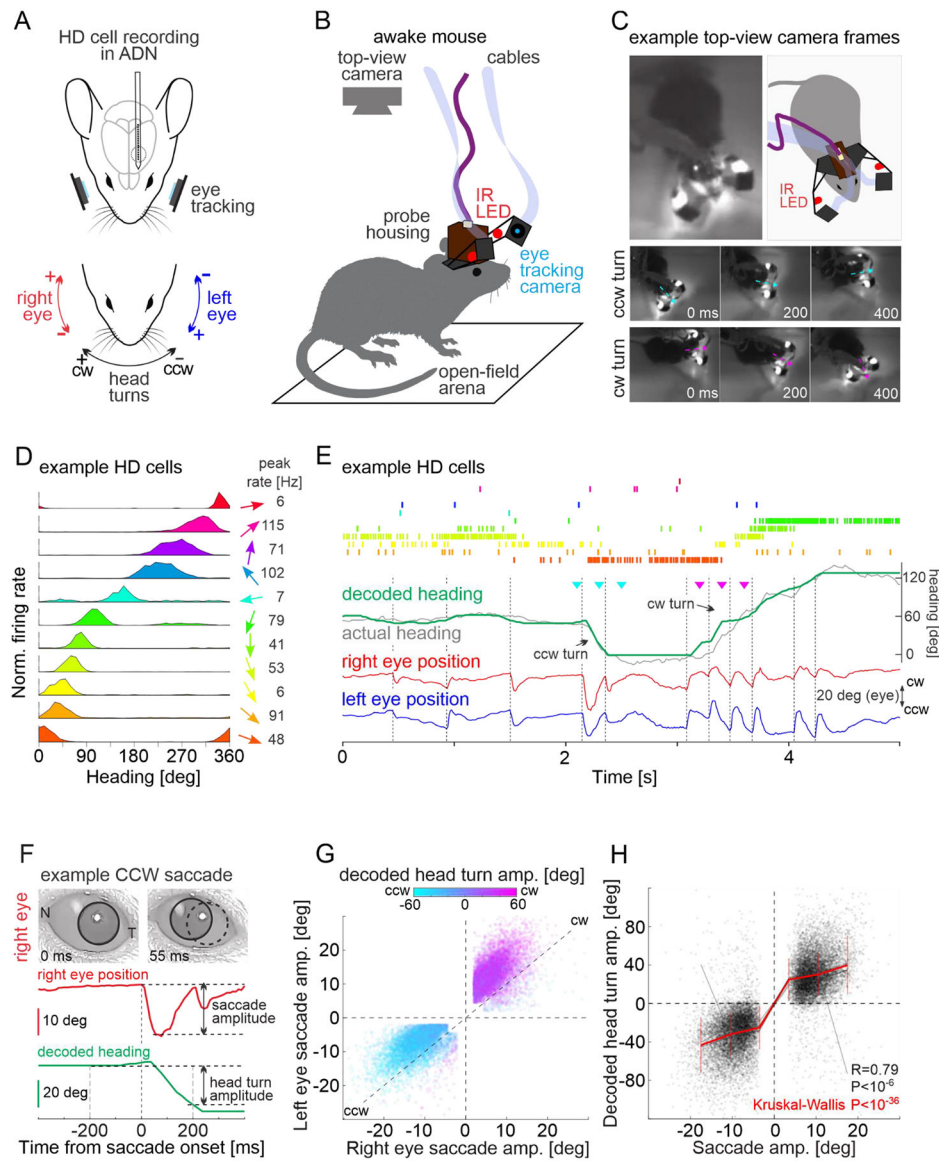 A
HD cell recording
in ADN
eye
tracking
+
right
eye
-
-
left
eye
+
+
cw
-
ccw
head
turns
B
awake mouse
top-view
camera
cables
IR
LED
probe
housing
eye
tracking
camera
open-field
arena
C
example top-view camera frames
IR
LED
ccw turn
0 ms
200
400
cw turn
0 ms
200
400
D
example HD cells
peak
rate [Hz]
6
115
71
102
7
79
41
53
6
91
48
Norm. firing rate
0
90
180
270
360
Heading [deg]
E
example HD cells
decoded heading
actual heading
ccw turn
cw turn
right eye position
left eye position
120
60
0
heading [deg]
cw
20 deg (eye)
ccw
0
2
4
Time [s]
F
example CCW saccade
right eye
N
T
0 ms
55 ms
right eye position
10 deg
saccade
amplitude
decoded heading
20 deg
head turn
amplitude
-400
-200
0
200
400
Time from saccade onset [ms]
G
decoded head turn amp. [deg]
ccw
CW
-60
0
60
cw
ccw
Left eye saccade amp. [deg]
20
10
0
-10
-20
-20
0
20
Right eye saccade amp. [deg]
H
Decoded head turn amp. [deg]
80
40
0
-40
-80
R=0.79
P<10-6
Kruskal-Wallis P<10-36
-30
-20
-10
0
10
20
30
Saccade amp. [deg]